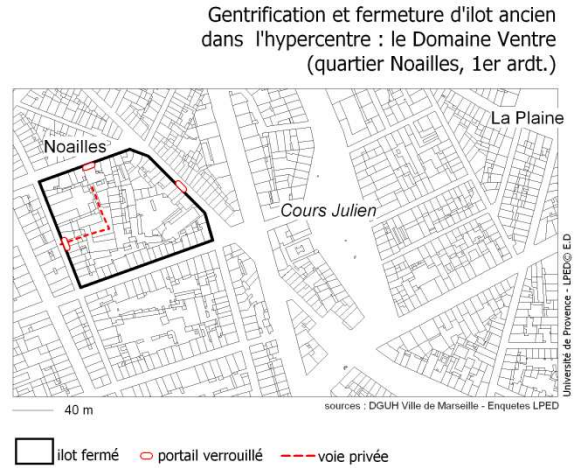 Gentrification et fermeture d'ilot ancien
dans l'hypercentre : le Domaine Ventre
(quartier Noailles, 1er ardt.)
La Plaine
Noailles
Cours Julien
Université de Provence - LPED© E.D
sources : DGUH Ville de Marseille - Enquetes LPED
40 m
ilot fermé
portail verrouillé
voie privée